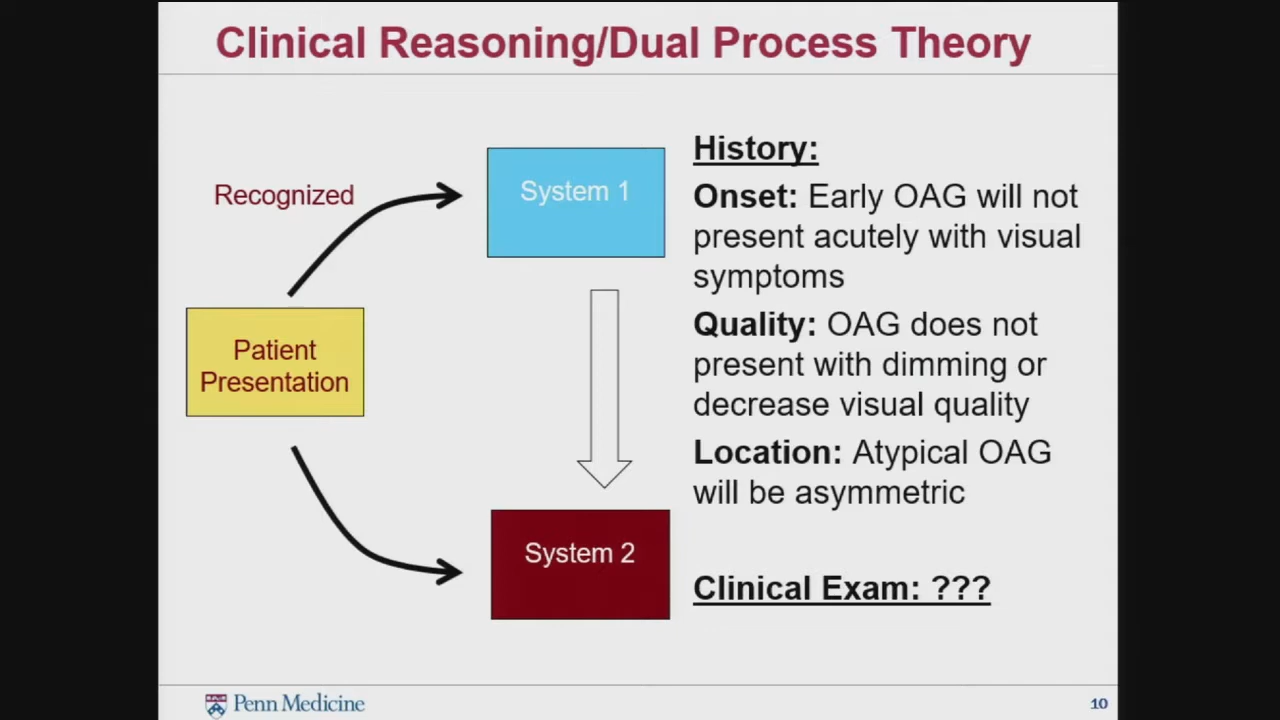 Clinical Reasoning/Dual Process Theory
Recognized
Patient
Presentation
System 1
System 2
History:
Onset: Early OAG will not
present acutely with visual
symptoms
Quality: OAG does not
present with dimming or
decrease visual quality
Location: Atypical OAG
will be asymmetric
Clinical Exam: ???
Penn Medicine
10